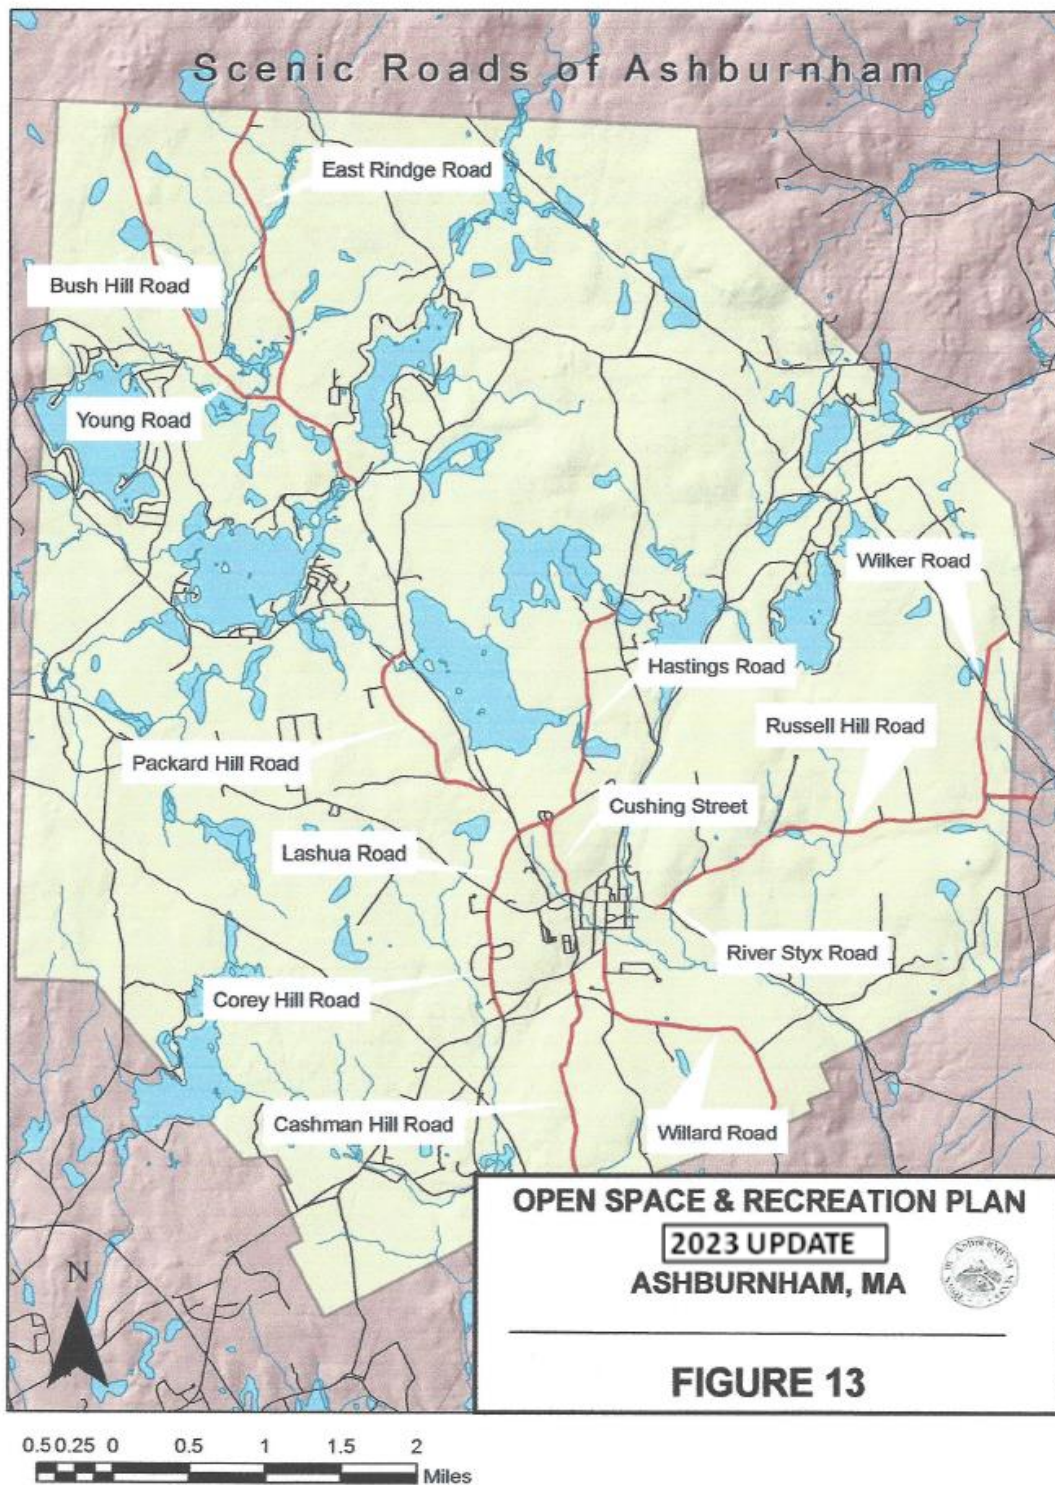 Scenic Roads of Ashburnham
East Rindge Road
Bush Hill Road
Young Road
Wilker Road
Hastings Road
Russell Hill Road
Packard Hill Road
Cushing Street
Lashua Road
River Styx Road
Corey Hill Road
Cashman Hill Road
Willard Road
OPEN SPACE & RECREATION PLAN
2023 UPDATE
ASHBURNHAM, MA
FIGURE 13
N
0.5 0.25 0 0.5 1 1.5 2
Miles